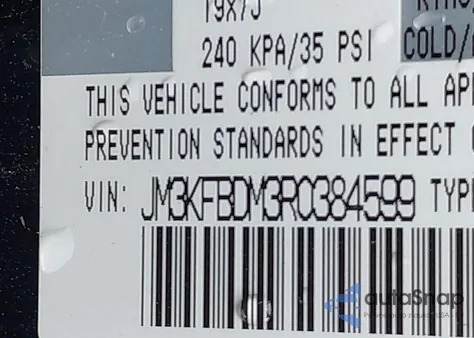 19x7J
240 KPA/35 PSI COLD/
THIS VEHICLE CONFORMS TO ALL AP
PREVENTION STANDARDS IN EFFECT
VIN: JM3KFBDM3R0384599 TYP
autoSnap